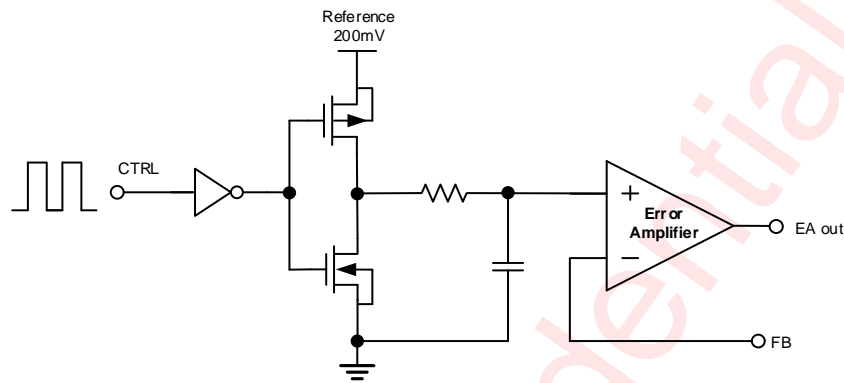 Reference
200mV
CTRL
+
Error
Amplifier
−
EA out
FB
dential